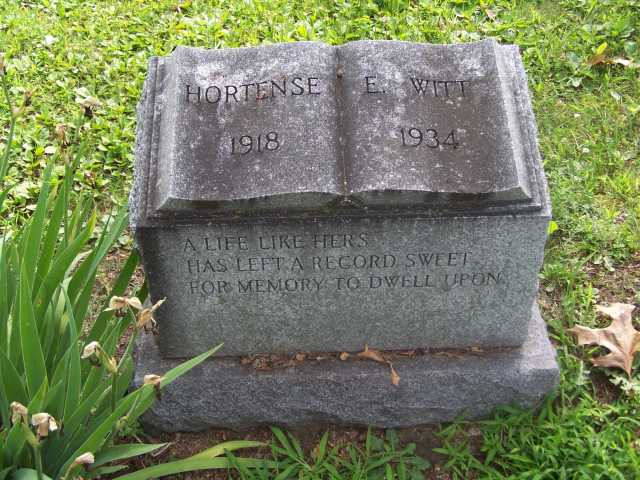 HORTENSE E. WITT
1918 1934
A LIFE LIKE HERS
HAS LEFT A RECORD SWEET
FOR MEMORY TO DWELL UPON.